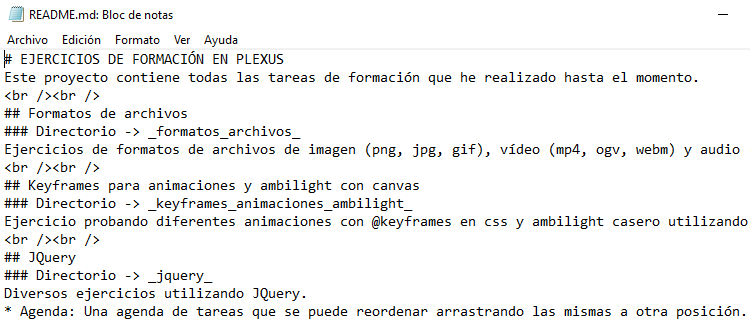 README.md: Bloc de notas
Archivo Edición Formato Ver Ayuda
# EJERCICIOS DE FORMACIÓN EN PLEXUS
Este proyecto contiene todas las tareas de formación que he realizado hasta el momento.
<br /><br />
## Formatos de archivos
### Directorio -> _formatos_archivos_
Ejercicios de formatos de archivos de imagen (png, jpg, gif), vídeo (mp4, ogv, webm) y audio
<br /><br />
## Keyframes para animaciones y ambilight con canvas
### Directorio -> _keyframes_animaciones_ambilight_
Ejercicio probando diferentes animaciones con @keyframes en css y ambilight casero utilizando
<br /><br />
## JQuery
### Directorio -> _jquery_
Diversos ejercicios utilizando JQuery.
* Agenda: Una agenda de tareas que se puede reordenar arrastrando las mismas a otra posición.